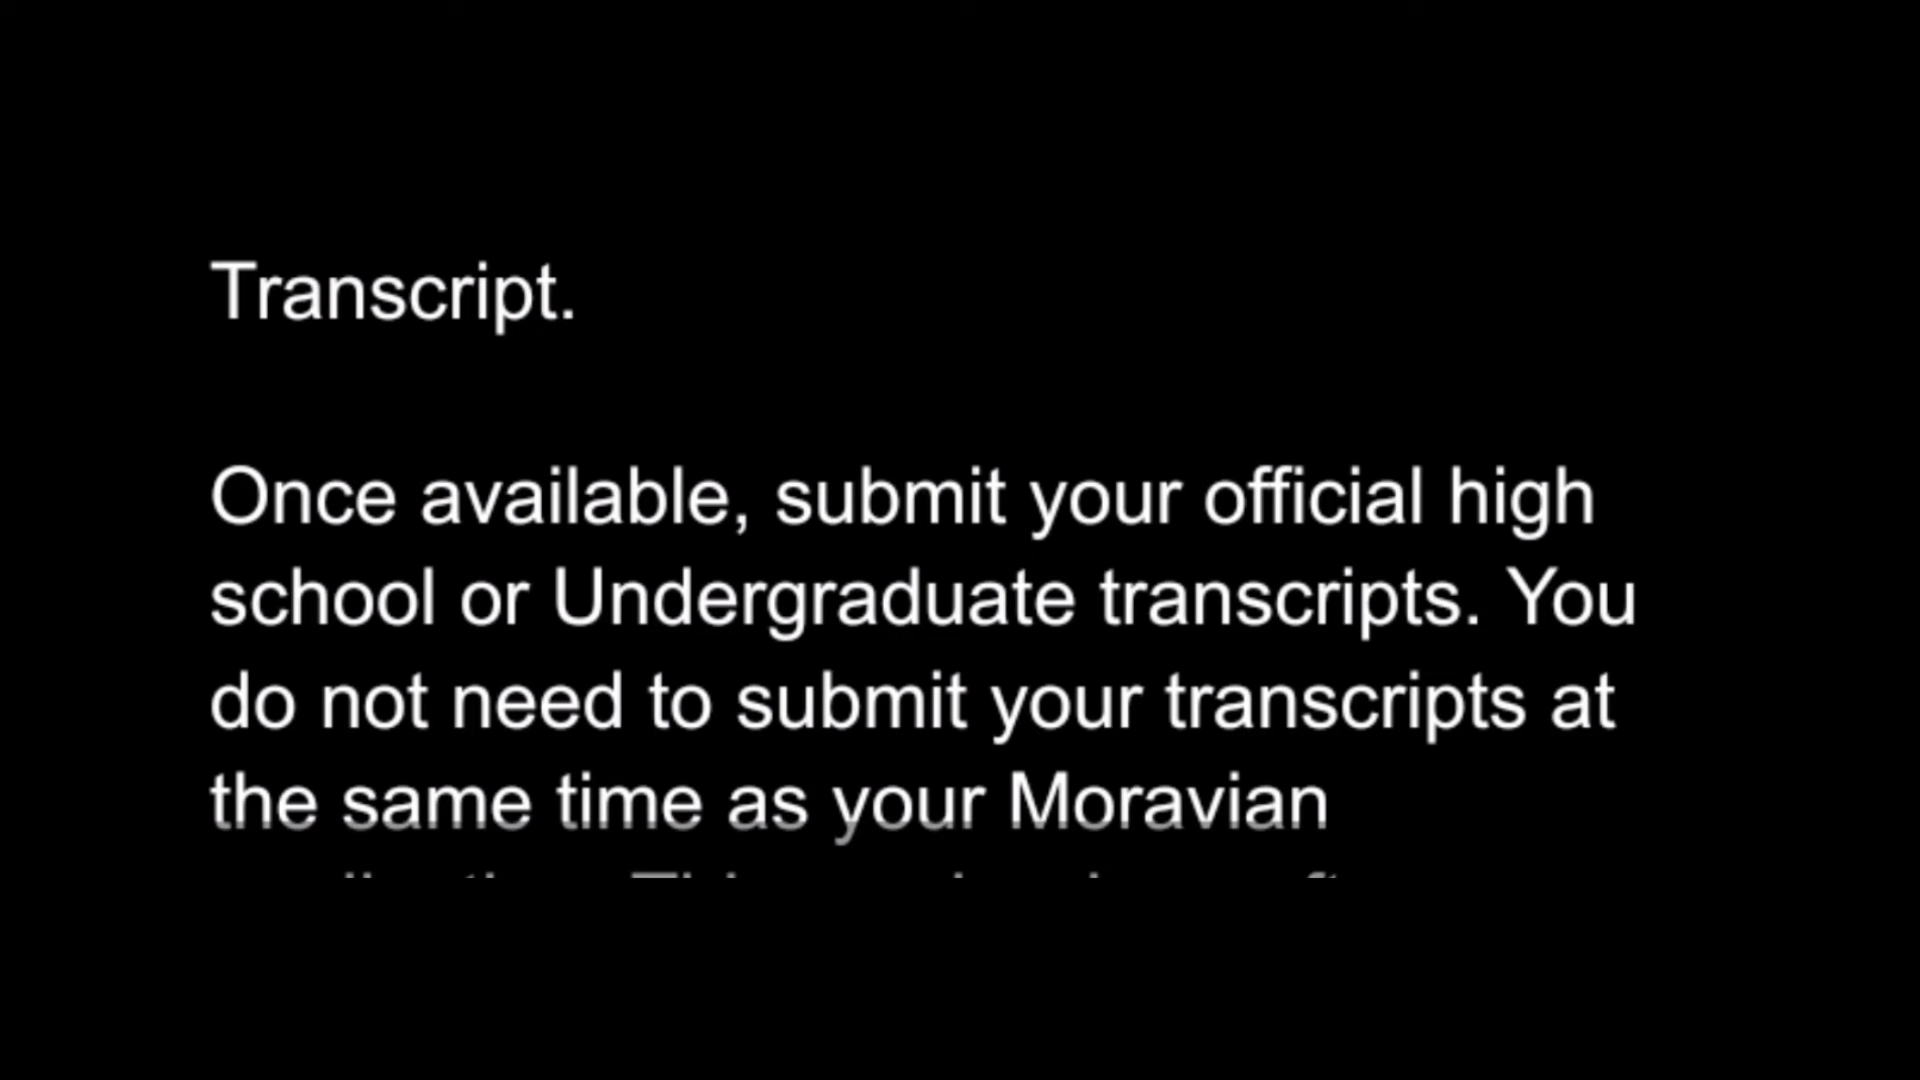 Transcript.
Once available, submit your official high
school or Undergraduate transcripts. You
do not need to submit your transcripts at
the same time as your Moravian